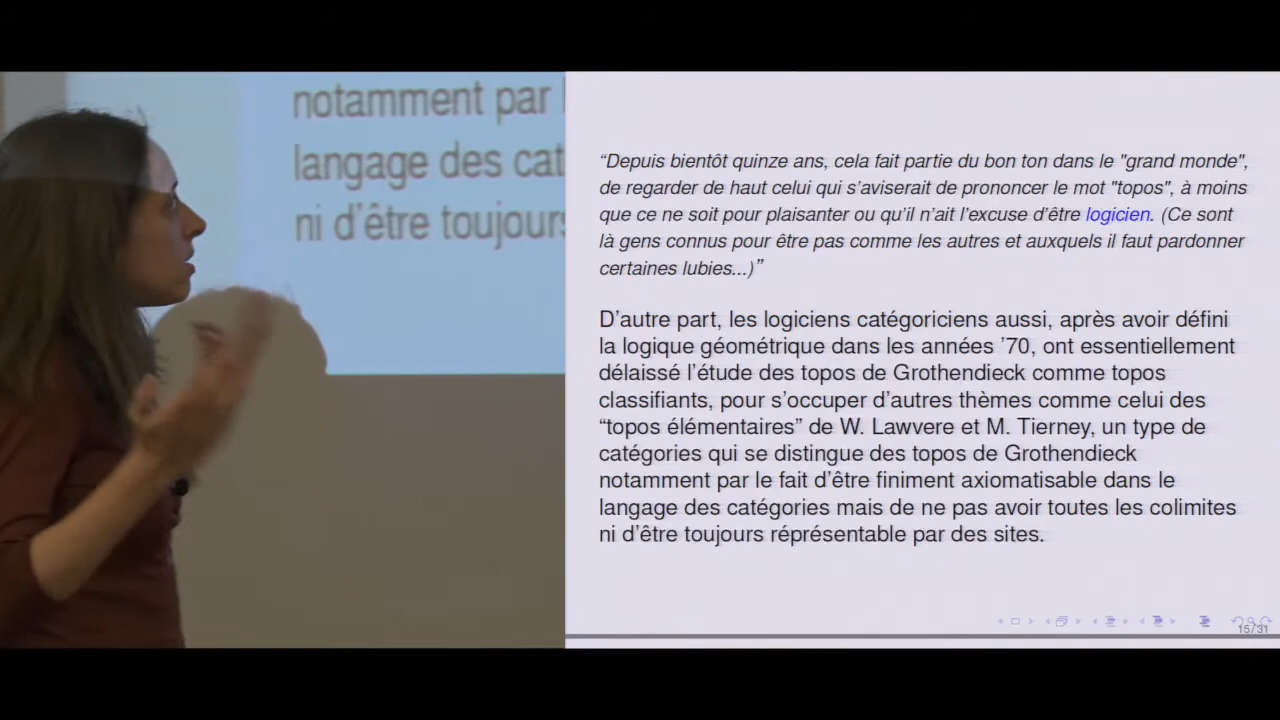 notamment par
langage des cat
ni d'être toujours
“Depuis bientôt quinze ans, cela fait partie du bon ton dans le "grand monde",
de regarder de haut celui qui s'aviserait de prononcer le mot "topos", à moins
que ce ne soit pour plaisanter ou qu'il n'ait l'excuse d'être logicien. (Ce sont
là gens connus pour être pas comme les autres et auxquels il faut pardonner
certaines lubies...)”
D'autre part, les logiciens catégoriciens aussi, après avoir défini
la logique géométrique dans les années '70, ont essentiellement
délaissé l'étude des topos de Grothendieck comme topos
classifiants, pour s'occuper d'autres thèmes comme celui des
“topos élémentaires” de W. Lawvere et M. Tierney, un type de
catégories qui se distingue des topos de Grothendieck
notamment par le fait d'être finiment axiomatisable dans le
langage des catégories mais de ne pas avoir toutes les colimites
ni d'être toujours réprésentable par des sites.
15/31